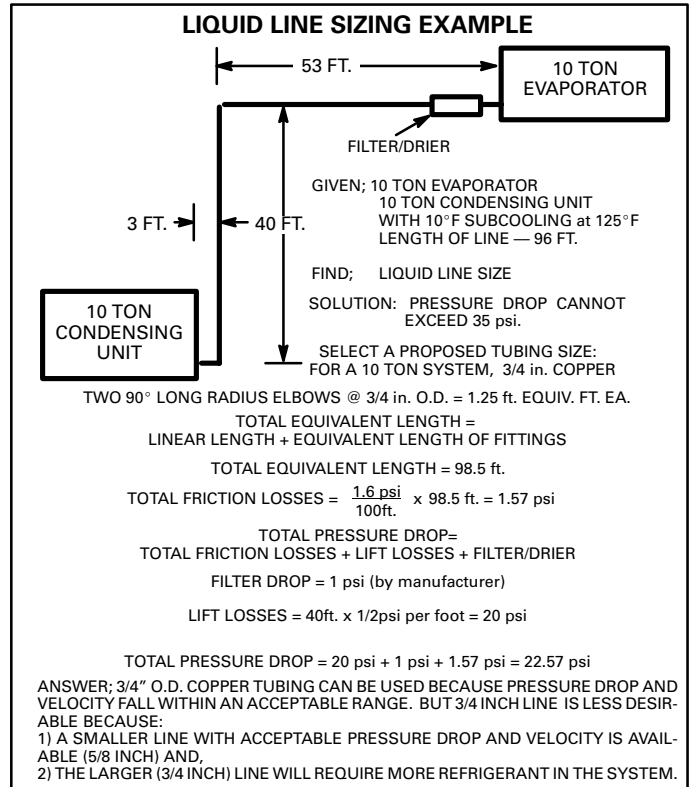 LIQUID LINE SIZING EXAMPLE
53 FT.
10 TON
EVAPORATOR
FILTER/DRIER
3 FT.
40 FT.
GIVEN; 10 TON EVAPORATOR
10 TON CONDENSING UNIT
WITH 10°F SUBCOOLING at 125°F
LENGTH OF LINE — 96 FT.
FIND; LIQUID LINE SIZE
10 TON
CONDENSING
UNIT
SOLUTION: PRESSURE DROP CANNOT
EXCEED 35 psi.
SELECT A PROPOSED TUBING SIZE:
FOR A 10 TON SYSTEM, 3/4 in. COPPER
TWO 90° LONG RADIUS ELBOWS @ 3/4 in. O.D. = 1.25 ft. EQUIV. FT. EA.
TOTAL EQUIVALENT LENGTH =
LINEAR LENGTH + EQUIVALENT LENGTH OF FITTINGS
TOTAL EQUIVALENT LENGTH = 98.5 ft.
TOTAL FRICTION LOSSES = 1.6 psi/100ft. x 98.5 ft. = 1.57 psi
TOTAL PRESSURE DROP=
TOTAL FRICTION LOSSES + LIFT LOSSES + FILTER/DRIER
FILTER DROP = 1 psi (by manufacturer)
LIFT LOSSES = 40ft. x 1/2psi per foot = 20 psi
TOTAL PRESSURE DROP = 20 psi + 1 psi + 1.57 psi = 22.57 psi
ANSWER; 3/4″ O.D. COPPER TUBING CAN BE USED BECAUSE PRESSURE DROP AND
VELOCITY FALL WITHIN AN ACCEPTABLE RANGE. BUT 3/4 INCH LINE IS LESS DESIR-
ABLE BECAUSE:
1) A SMALLER LINE WITH ACCEPTABLE PRESSURE DROP AND VELOCITY IS AVAIL-
ABLE (5/8 INCH) AND,
2) THE LARGER (3/4 INCH) LINE WILL REQUIRE MORE REFRIGERANT IN THE SYSTEM.